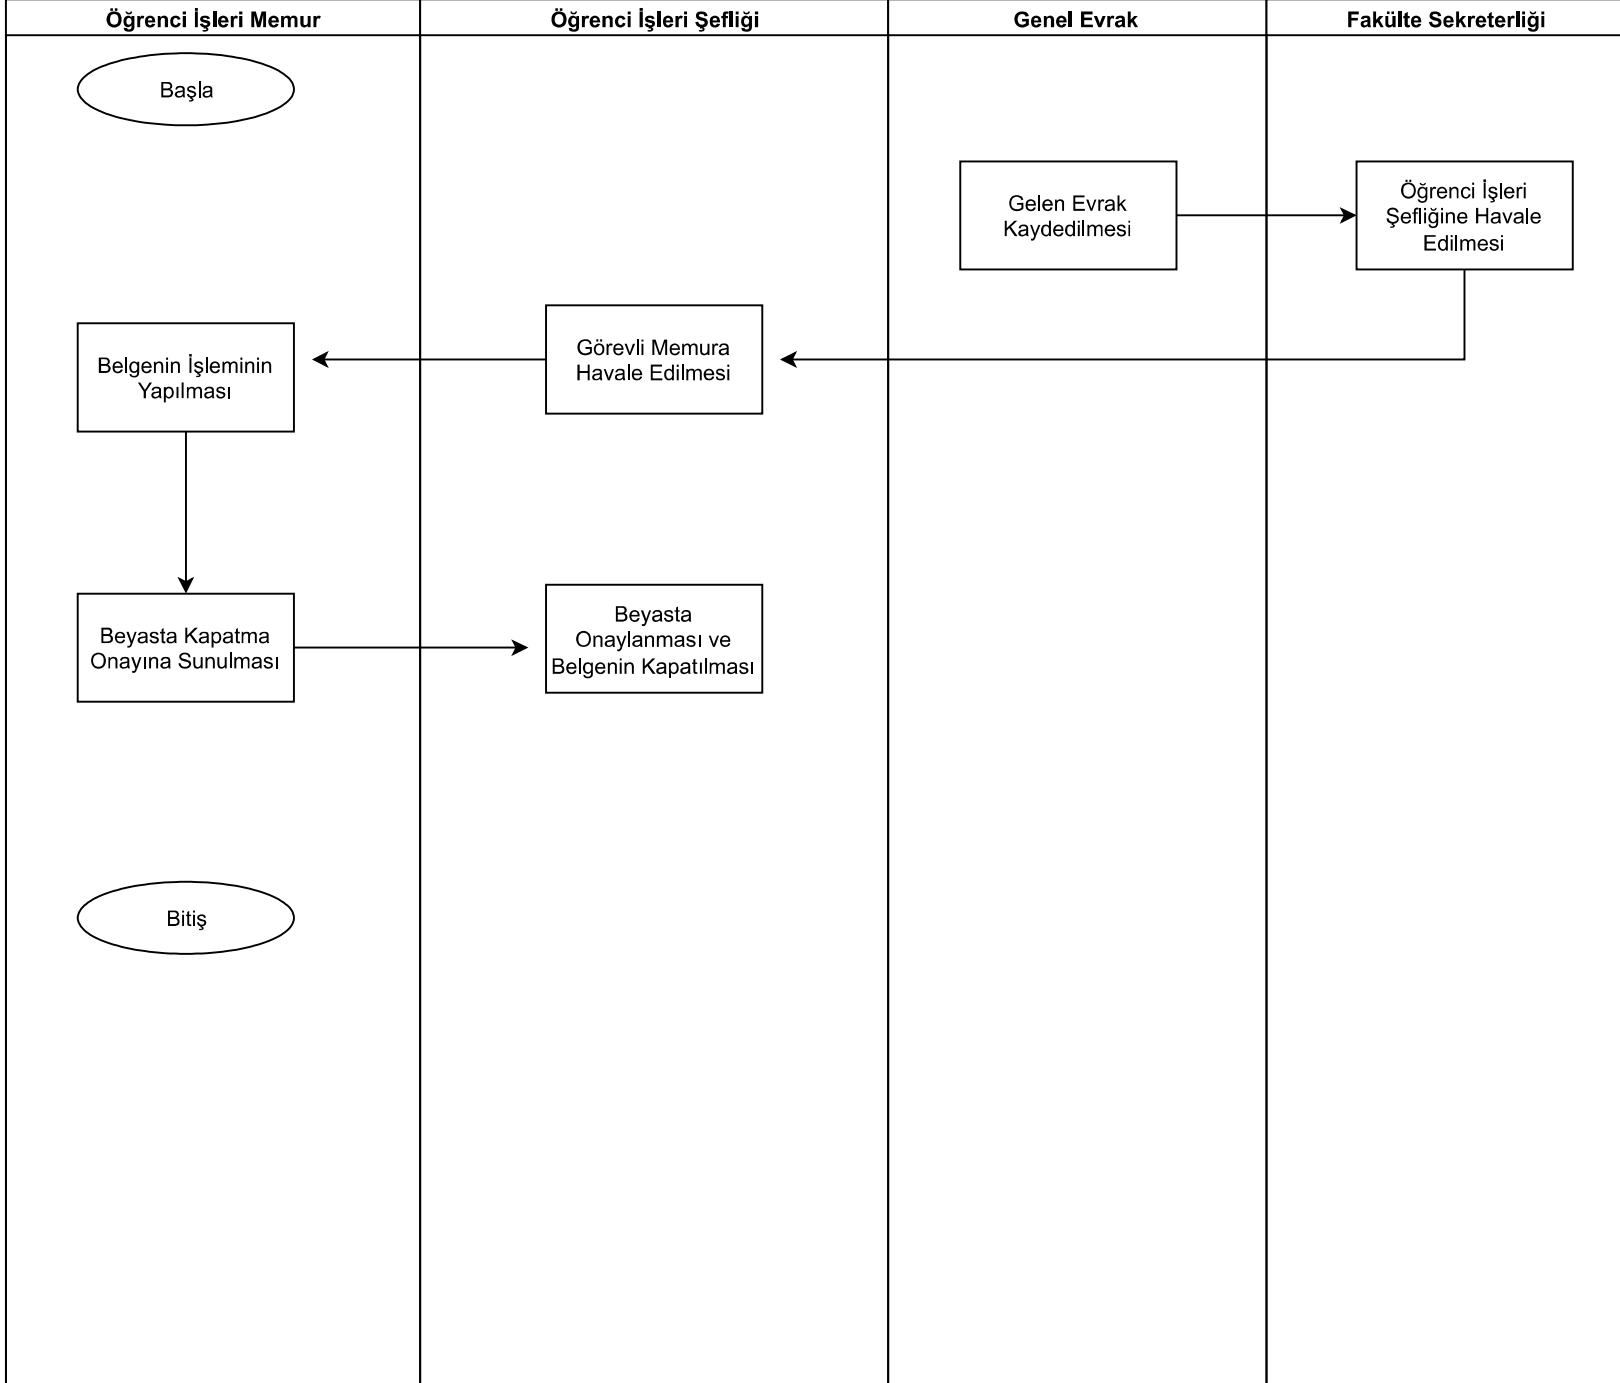 Öğrenci İşleri Memur
Öğrenci İşleri Şefliği
Genel Evrak
Fakülte Sekreterliği
Başla
Gelen Evrak
Kaydedilmesi
Öğrenci İşleri
Şefliğine Havale
Edilmesi
Belgenin İşleminin
Yapılması
Görevli Memura
Havale Edilmesi
Beyasta Kapatma
Onayına Sunulması
Beyasta
Onaylanması ve
Belgenin Kapatılması
Bitiş